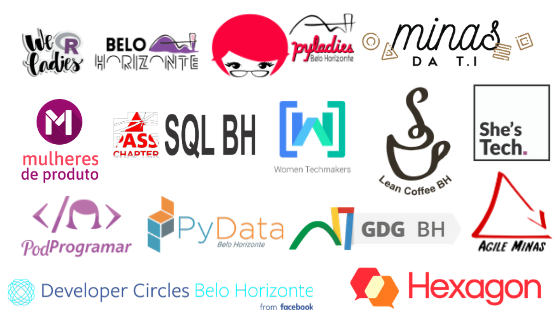 We R
ladies
BELO
HORIZONTE
pyladies
Belo Horizonte
minas
DA T.I
M
mulheres
de produto
PASS
CHAPTER
SQL BH
W
Women Techmakers
Lean Coffee BH
She's
Tech.
PodProgramar
PyData
Belo Horizonte
GDG BH
AGILE MINAS
Developer Circles Belo Horizonte
from facebook
Hexagon